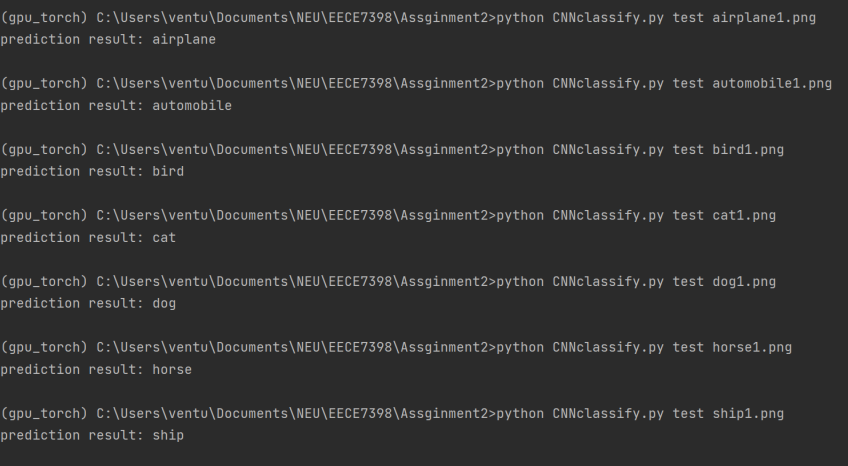 (gpu_torch) C:\Users\ventu\Documents\NEU\EECE7398\Assginment2>python CNNclassify.py test airplane1.png
prediction result: airplane
(gpu_torch) C:\Users\ventu\Documents\NEU\EECE7398\Assginment2>python CNNclassify.py test automobile1.png
prediction result: automobile
(gpu_torch) C:\Users\ventu\Documents\NEU\EECE7398\Assginment2>python CNNclassify.py test bird1.png
prediction result: bird
(gpu_torch) C:\Users\ventu\Documents\NEU\EECE7398\Assginment2>python CNNclassify.py test cat1.png
prediction result: cat
(gpu_torch) C:\Users\ventu\Documents\NEU\EECE7398\Assginment2>python CNNclassify.py test dog1.png
prediction result: dog
(gpu_torch) C:\Users\ventu\Documents\NEU\EECE7398\Assginment2>python CNNclassify.py test horse1.png
prediction result: horse
(gpu_torch) C:\Users\ventu\Documents\NEU\EECE7398\Assginment2>python CNNclassify.py test ship1.png
prediction result: ship